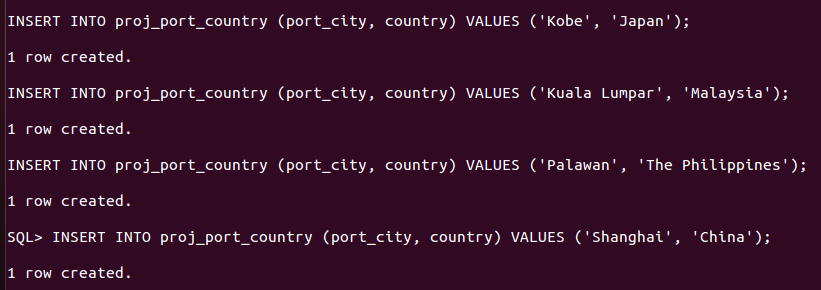 INSERT INTO proj_port_country (port_city, country) VALUES ('Kobe', 'Japan');
1 row created.
INSERT INTO proj_port_country (port_city, country) VALUES ('Kuala Lumpar', 'Malaysia');
1 row created.
INSERT INTO proj_port_country (port_city, country) VALUES ('Palawan', 'The Philippines');
1 row created.
SQL> INSERT INTO proj_port_country (port_city, country) VALUES ('Shanghai', 'China');
1 row created.